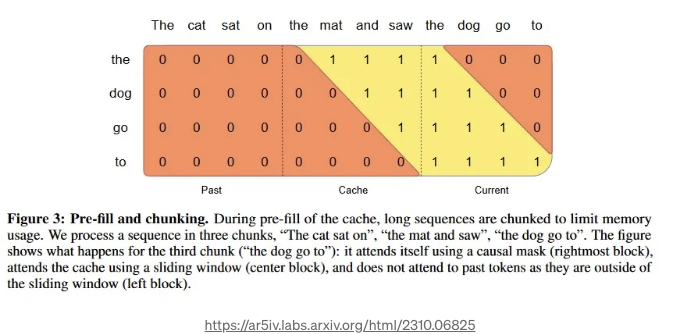 The cat sat on the mat and saw the dog go to
the 0 0 0 0 0 1 1 1 1 0 0 0
dog 0 0 0 0 0 0 1 1 1 1 0 0
go 0 0 0 0 0 0 0 1 1 1 1 0
to 0 0 0 0 0 0 0 0 1 1 1 1
Past Cache Current
Figure 3: Pre-fill and chunking. During pre-fill of the cache, long sequences are chunked to limit memory
usage. We process a sequence in three chunks, “The cat sat on”, “the mat and saw”, “the dog go to”. The figure
shows what happens for the third chunk (“the dog go to”): it attends itself using a causal mask (rightmost block),
attends the cache using a sliding window (center block), and does not attend to past tokens as they are outside of
the sliding window (left block).
https://ar5iv.labs.arxiv.org/html/2310.06825